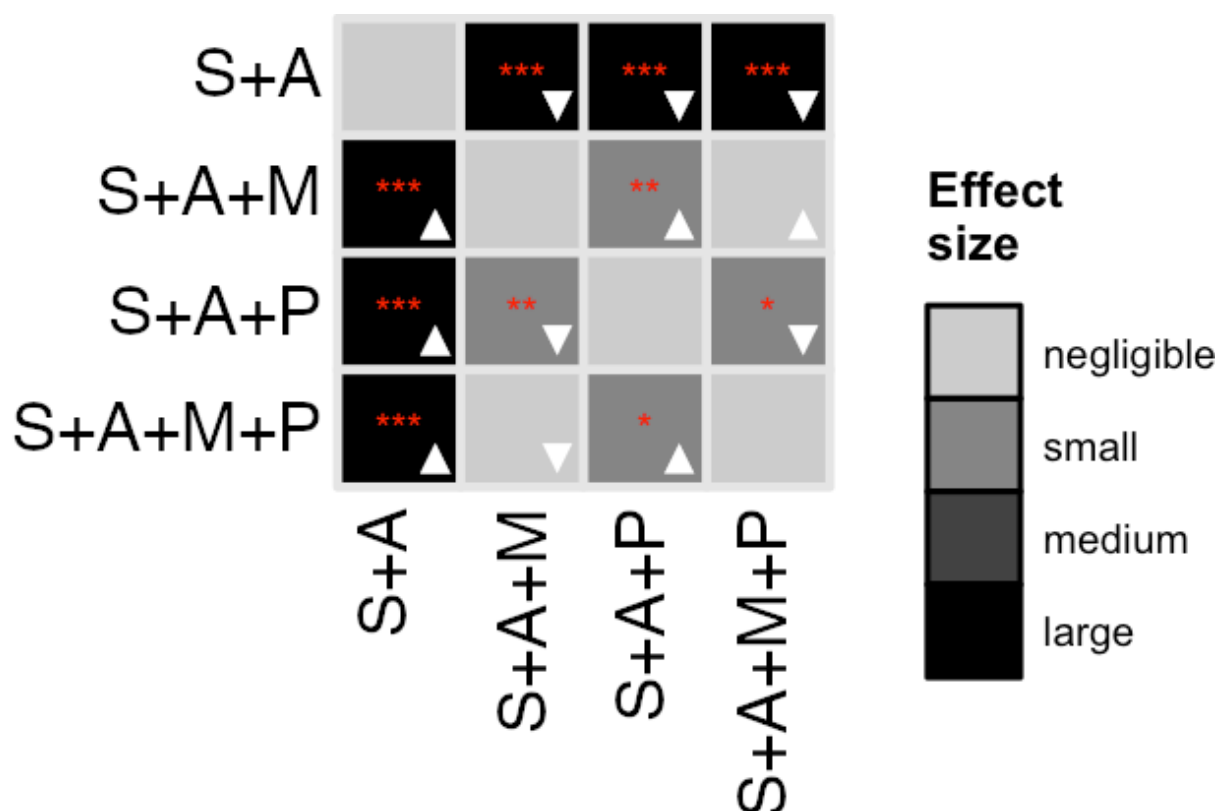 S+A
***
***
***
S+A+M
***
**
S+A+P
***
**
*
S+A+M+P
***
*
S+A
S+A+M
S+A+P
S+A+M+P
Effect
size
negligible
small
medium
large